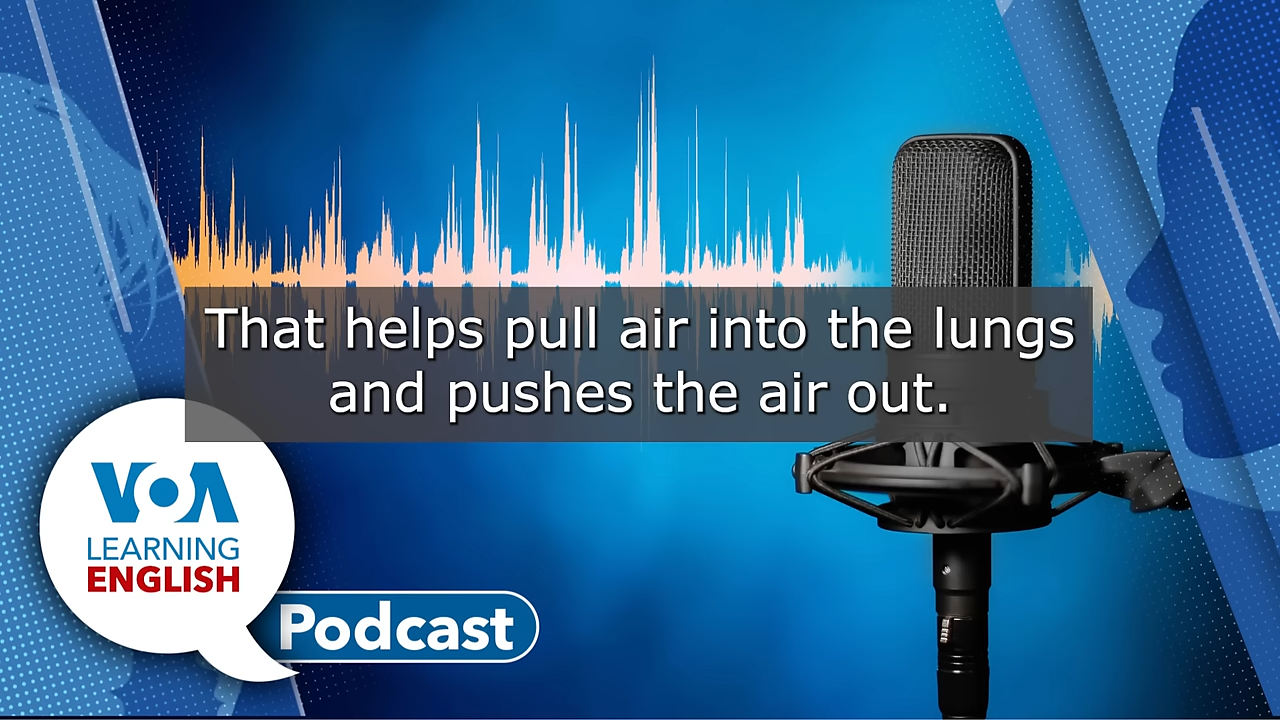 That helps pull air into the lungs
and pushes the air out.
VOA
LEARNING
ENGLISH
Podcast